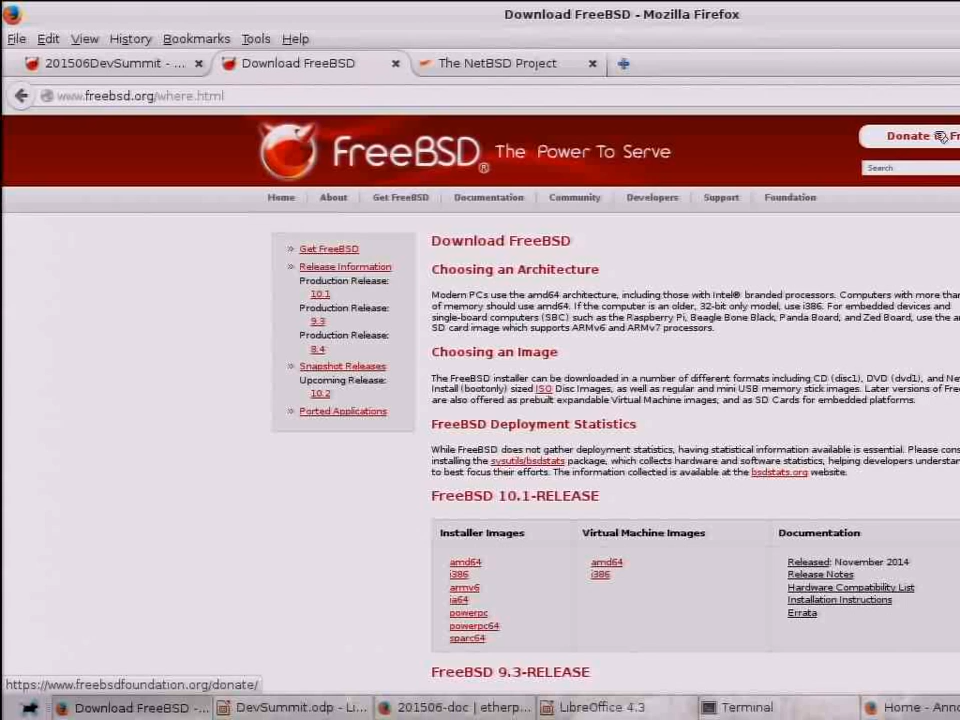 Download FreeBSD - Mozilla Firefox
File Edit View History Bookmarks Tools Help
201506DevSummit - ... Download FreeBSD The NetBSD Project
www.freebsd.org/where.html
Donate
FreeBSD® The Power To Serve
Search
Home About Get FreeBSD Documentation Community Developers Support Foundation
Get FreeBSD
Release Information
Production Release:
10.1
Production Release:
9.3
Production Release:
8.4
Snapshot Releases
Upcoming Release:
10.2
Ported Applications
Download FreeBSD
Choosing an Architecture
Modern PCs use the amd64 architecture, including those with Intel® branded processors. Computers with more than
of memory should use amd64. If the computer is an older, 32-bit only model, use i386. For embedded devices and
single-board computers (SBC) such as the Raspberry Pi, Beagle Bone Black, Panda Board, and Zed Board, use the a
SD card image which supports ARMv6 and ARMv7 processors.
Choosing an Image
The FreeBSD installer can be downloaded in a number of different formats including CD (disc1), DVD (dvd1), and Ne
Install (bootonly) sized ISO Disc Images, as well as regular and mini USB memory stick images. Later versions of Fre
are also offered as prebuilt expandable Virtual Machine images, and as SD Cards for embedded platforms.
FreeBSD Deployment Statistics
While FreeBSD does not gather deployment statistics, having statistical information available is essential. Please cons
installing the sysutils/bsdstats package, which collects hardware and software statistics, helping developers understa
to best focus their efforts. The information collected is available at the bsdstats.org website.
FreeBSD 10.1-RELEASE
Installer Images Virtual Machine Images Documentation
amd64 amd64 Released: November 2014
i386 i386 Release Notes
armv6 Hardware Compatibility List
ia64 Installation Instructions
powerpc Errata
powerpc64
sparc64
FreeBSD 9.3-RELEASE
https://www.freebsdfoundation.org/donate/
Download FreeBSD -... DevSummit.odp - Li... 201506-doc | etherp... LibreOffice 4.3 Terminal Home - Anno